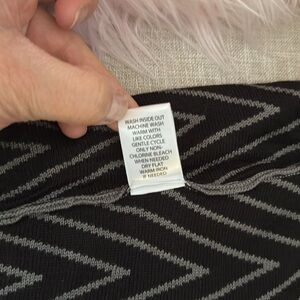 WASH INSIDE OUT
MACHINE WASH
WARM WITH
LIKE COLORS
GENTLE CYCLE
ONLY NON-
CHLORINE BLEACH
WHEN NEEDED
DRY FLAT
WARM IRON
IF NEEDED